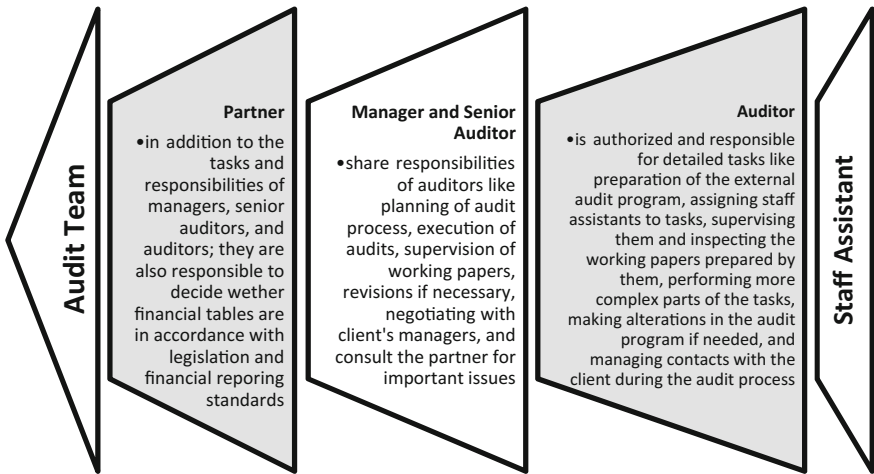 Audit Team
Partner
•in addition to the
tasks and
responsibilities of
managers, senior
auditors, and
auditors; they are
also responsible to
decide wether
financial tables are
in accordance with
legislation and
financial reporting
standards
Manager and Senior
Auditor
•share responsibilities
of auditors like
planning of audit
process, execution of
audits, supervision of
working papers,
revisions if necessary,
negotiating with
client's managers, and
consult the partner for
important issues
Auditor
•is authorized and responsible
for detailed tasks like
preparation of the external
audit program, assigning staff
assistants to tasks, supervising
them and inspecting the
working papers prepared by
them, performing more
complex parts of the tasks,
making alterations in the audit
program if needed, and
managing contacts with the
client during the audit process
Staff Assistant